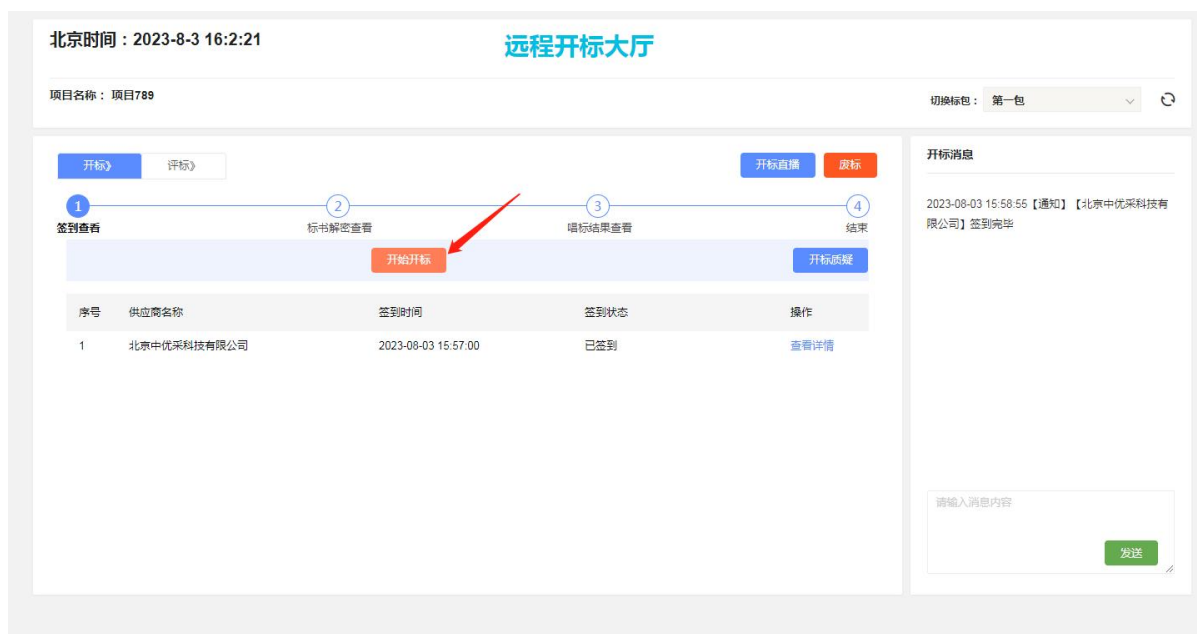 北京时间：2023-8-3 16:2:21
远程开标大厅
项目名称： 项目789
切换标包： 第一包
开标》
评标》
开标直播
废标
1
2
3
4
签到查看
标书解密查看
唱标结果查看
结束
开始开标
开标质疑
序号 供应商名称 签到时间 签到状态 操作
1 北京中优采科技有限公司 2023-08-03 15:57:00 已签到 查看详情
开标消息
2023-08-03 15:58:55【通知】【北京中优采科技有
限公司】签到完毕
请输入消息内容
发送